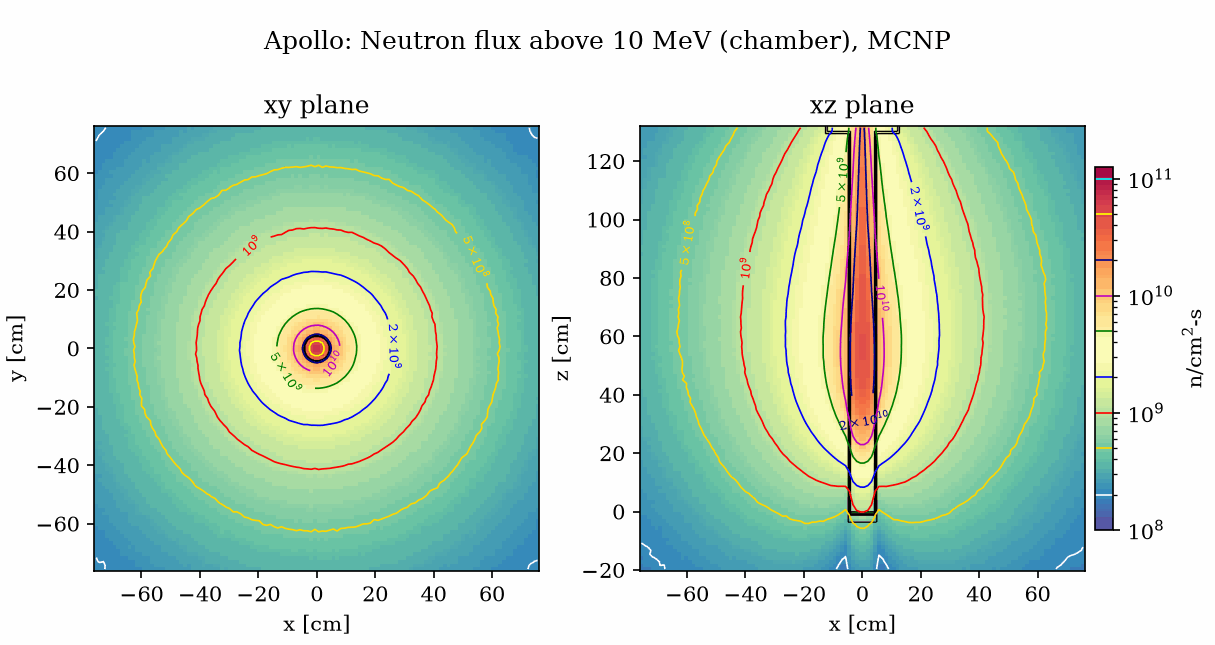 Apollo: Neutron flux above 10 MeV (chamber), MCNP
xy plane
60
40
20
0
−20
−40
−60
y [cm]
−60 −40 −20 0 20 40 60
x [cm]
10⁹
5 × 10⁸
2 × 10⁹
5 × 10⁹
10¹⁰
xz plane
120
100
80
60
40
20
0
−20
z [cm]
−60 −40 −20 0 20 40 60
x [cm]
5 × 10⁹
2 × 10⁹
5 × 10⁸
10⁹
10¹⁰
2 × 10¹⁰
10¹¹
10¹⁰
10⁹
10⁸
n/cm²-s